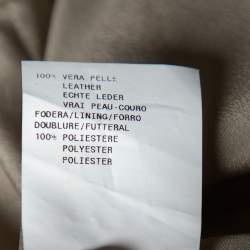 100% VERA PELLE
LEATHER
ECHTE LEDER
VRAI PEAU-COURO
FODERA/LINING/FORRO
DOUBLURE/FUTTERAL
100% POLIESTERE
POLYESTER
POLIESTER